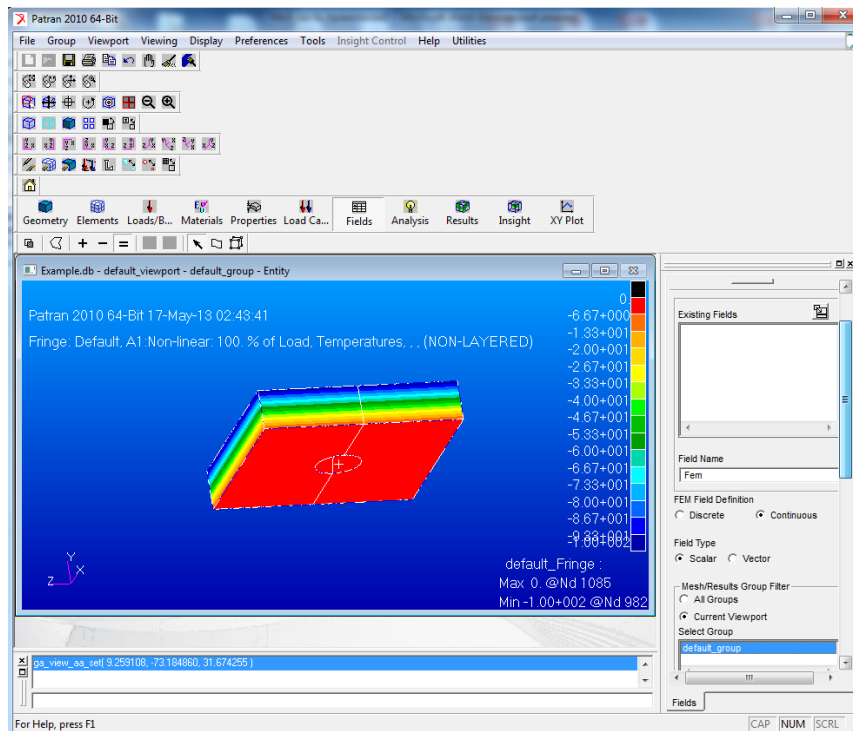 Patran 2010 64-Bit
File Group Viewport Viewing Display Preferences Tools Insight Control Help Utilities
Geometry Elements Loads/B... Materials Properties Load Ca... Fields Analysis Results Insight XY Plot
Example.db - default_viewport - default_group - Entity
Patran 2010 64-Bit 17-May-13 02:43:41
Fringe: Default, A1:Non-linear: 100. % of Load, Temperatures, , , (NON-LAYERED)
0
-6.67+000
-1.33+001
-2.00+001
-2.67+001
-3.33+001
-4.00+001
-4.67+001
-5.33+001
-6.00+001
-6.67+001
-7.33+001
-8.00+001
-8.67+001
-9.33+001
-1.00+002
default_Fringe :
Max 0. @Nd 1085
Min -1.00+002 @Nd 982
Y
X
Z
Existing Fields
Field Name
Fem
FEM Field Definition
Discrete Continuous
Field Type
Scalar Vector
Mesh/Results Group Filter
All Groups
Current Viewport
Select Group
default_group
Fields
ga_view_aa_set( 9.259108, -73.184860, 31.674255 )
For Help, press F1
CAP NUM SCRL